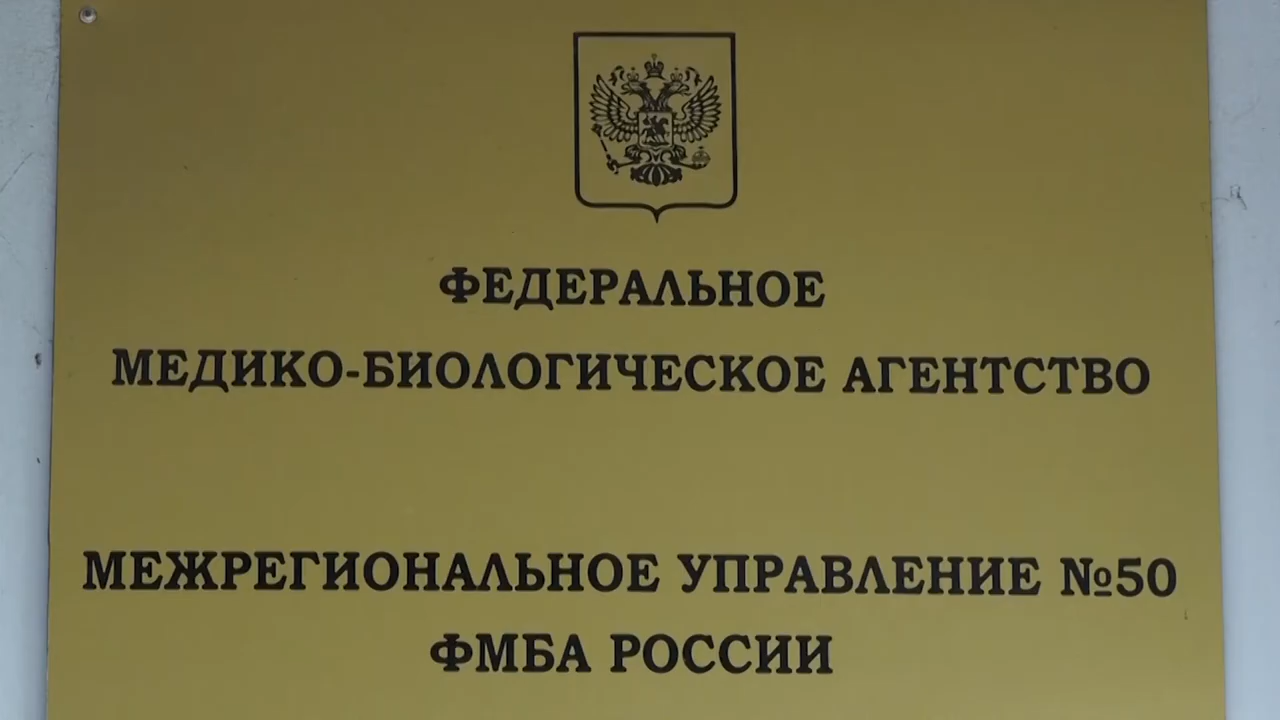 ФЕДЕРАЛЬНОЕ
МЕДИКО-БИОЛОГИЧЕСКОЕ АГЕНТСТВО
МЕЖРЕГИОНАЛЬНОЕ УПРАВЛЕНИЕ №50
ФМБА РОССИИ